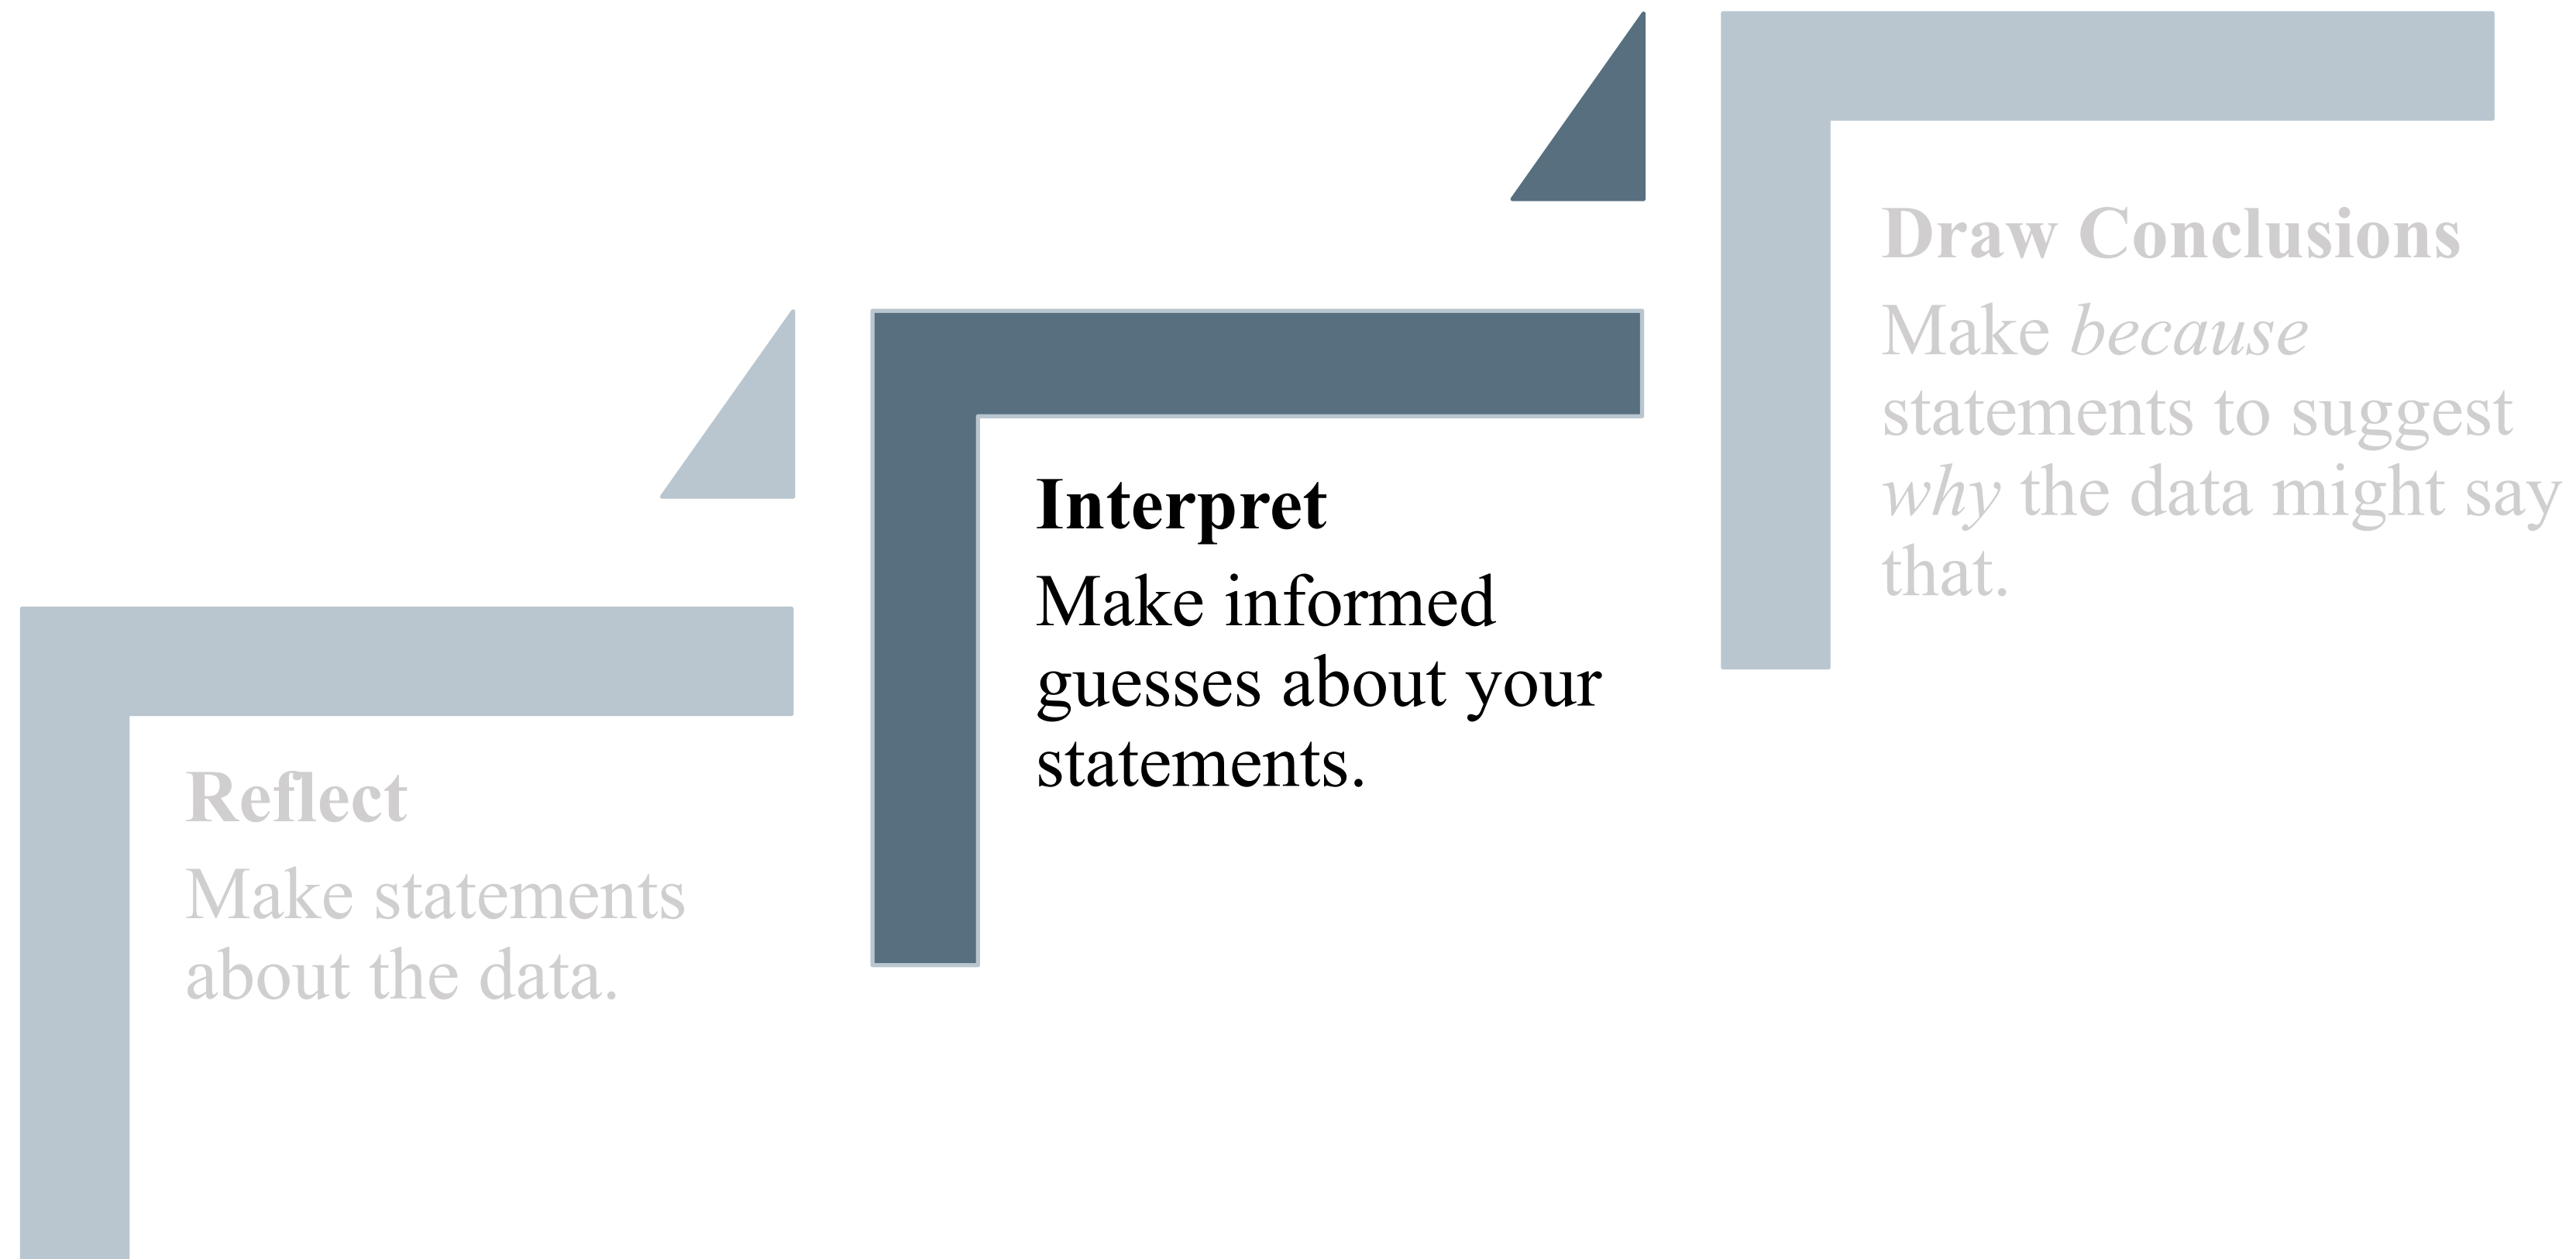 Reflect
Make statements
about the data.
Interpret
Make informed
guesses about your
statements.
Draw Conclusions
Make because
statements to suggest
why the data might say
that.